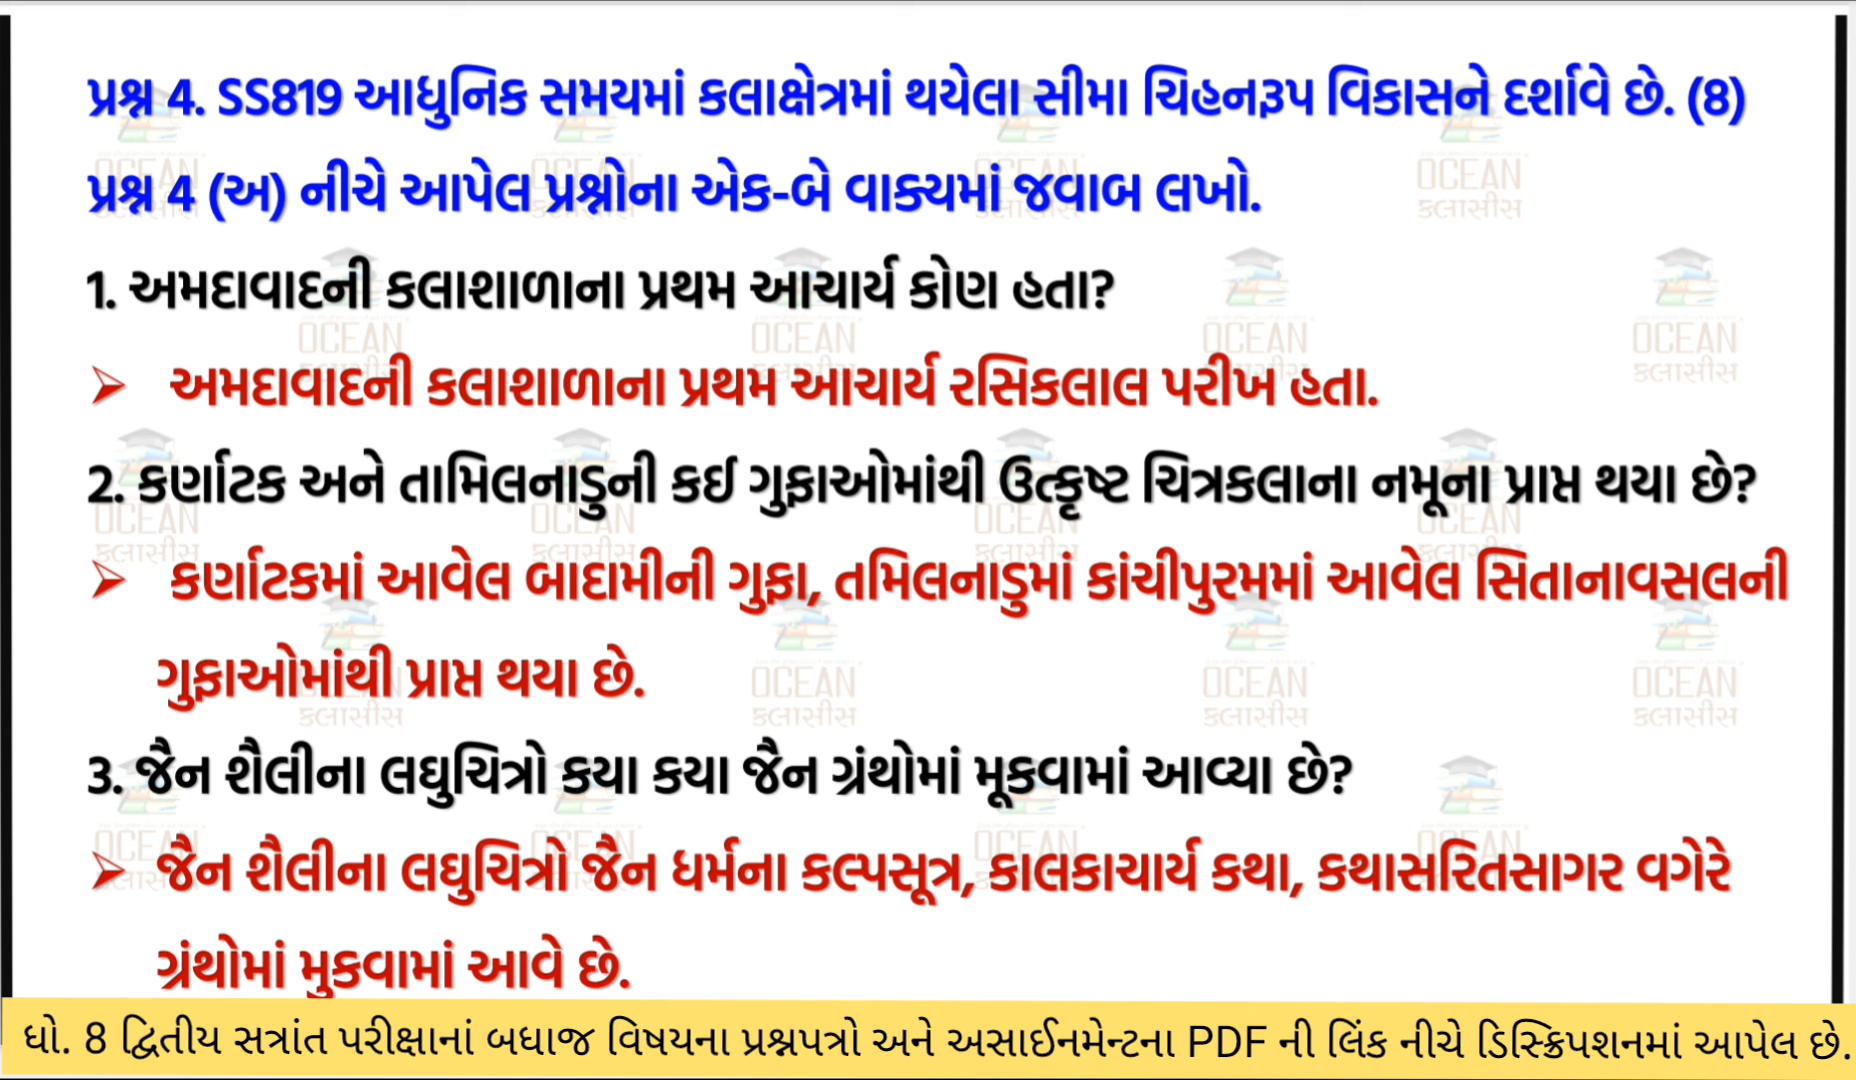 પ્રશ્ન 4. SS819 આધુનિક સમયમાં કલાક્ષેત્રમાં થયેલા સીમા ચિહનરૂપ વિકાસને દર્શાવે છે. (8)
પ્રશ્ન 4 (અ) નીચે આપેલ પ્રશ્નોના એક-બે વાક્યમાં જવાબ લખો.
1. અમદાવાદની કલાશાળાના પ્રથમ આચાર્ય કોણ હતા?
➢ અમદાવાદની કલાશાળાના પ્રથમ આચાર્ય રસિકલાલ પરીખ હતા.
2. કર્ણાટક અને તામિલનાડુની કઈ ગુફાઓમાંથી ઉત્કૃષ્ટ ચિત્રકલાના નમૂના પ્રાપ્ત થયા છે?
➢ કર્ણાટકમાં આવેલ બાદામીની ગુફા, તમિલનાડુમાં કાંચીપુરમમાં આવેલ સિતાનાવસલની
ગુફાઓમાંથી પ્રાપ્ત થયા છે.
3. જૈન શૈલીના લઘુચિત્રો કયા કયા જૈન ગ્રંથોમાં મૂકવામાં આવ્યા છે?
➢ જૈન શૈલીના લઘુચિત્રો જૈન ધર્મના કલ્પસૂત્ર, કાલકાચાર્ય કથા, કથાસરિતસાગર વગેરે
ગ્રંથોમાં મુકવામાં આવે છે.
ધો. 8 દ્વિતીય સત્રાંત પરીક્ષાનાં બધાજ વિષયના પ્રશ્નપત્રો અને અસાઈનમેન્ટના PDF ની લિંક નીચે ડિસ્ક્રિપશનમાં આપેલ છે.
OCEAN
ક્લાસીસ